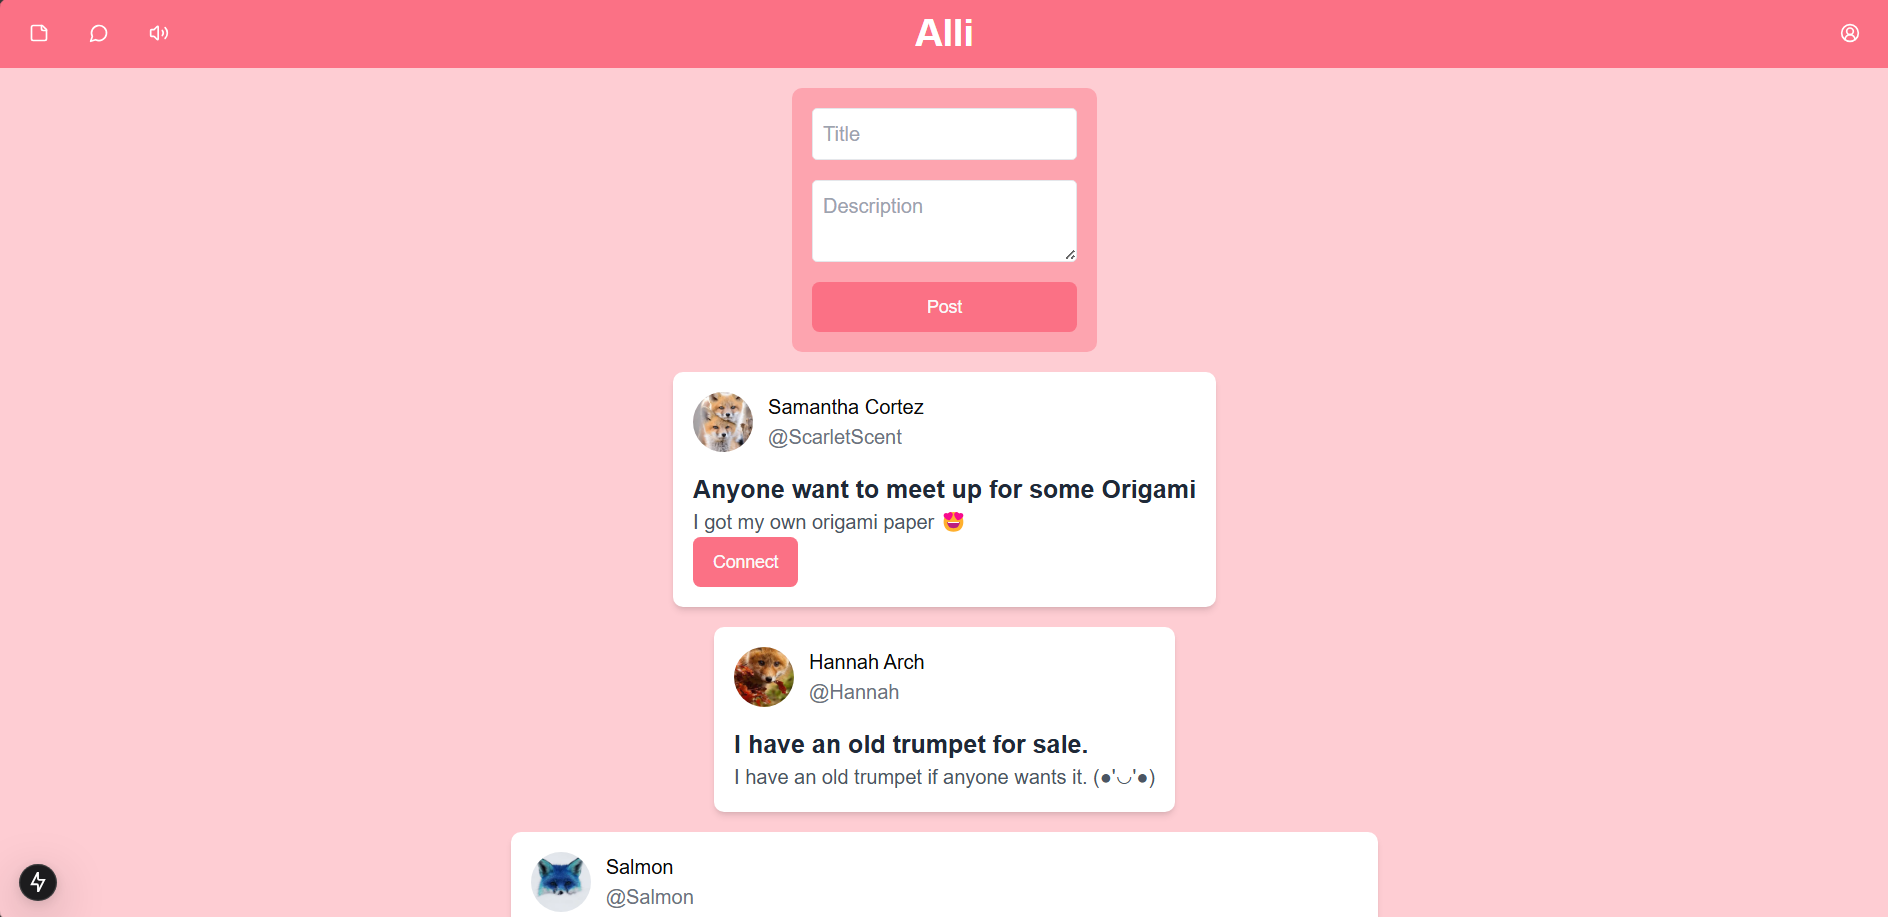 Alli
Title
Description
Post
Samantha Cortez
@ScarletScent
Anyone want to meet up for some Origami
I got my own origami paper 😍
Connect
Hannah Arch
@Hannah
I have an old trumpet for sale.
I have an old trumpet if anyone wants it. (●'◡'●)
Salmon
@Salmon